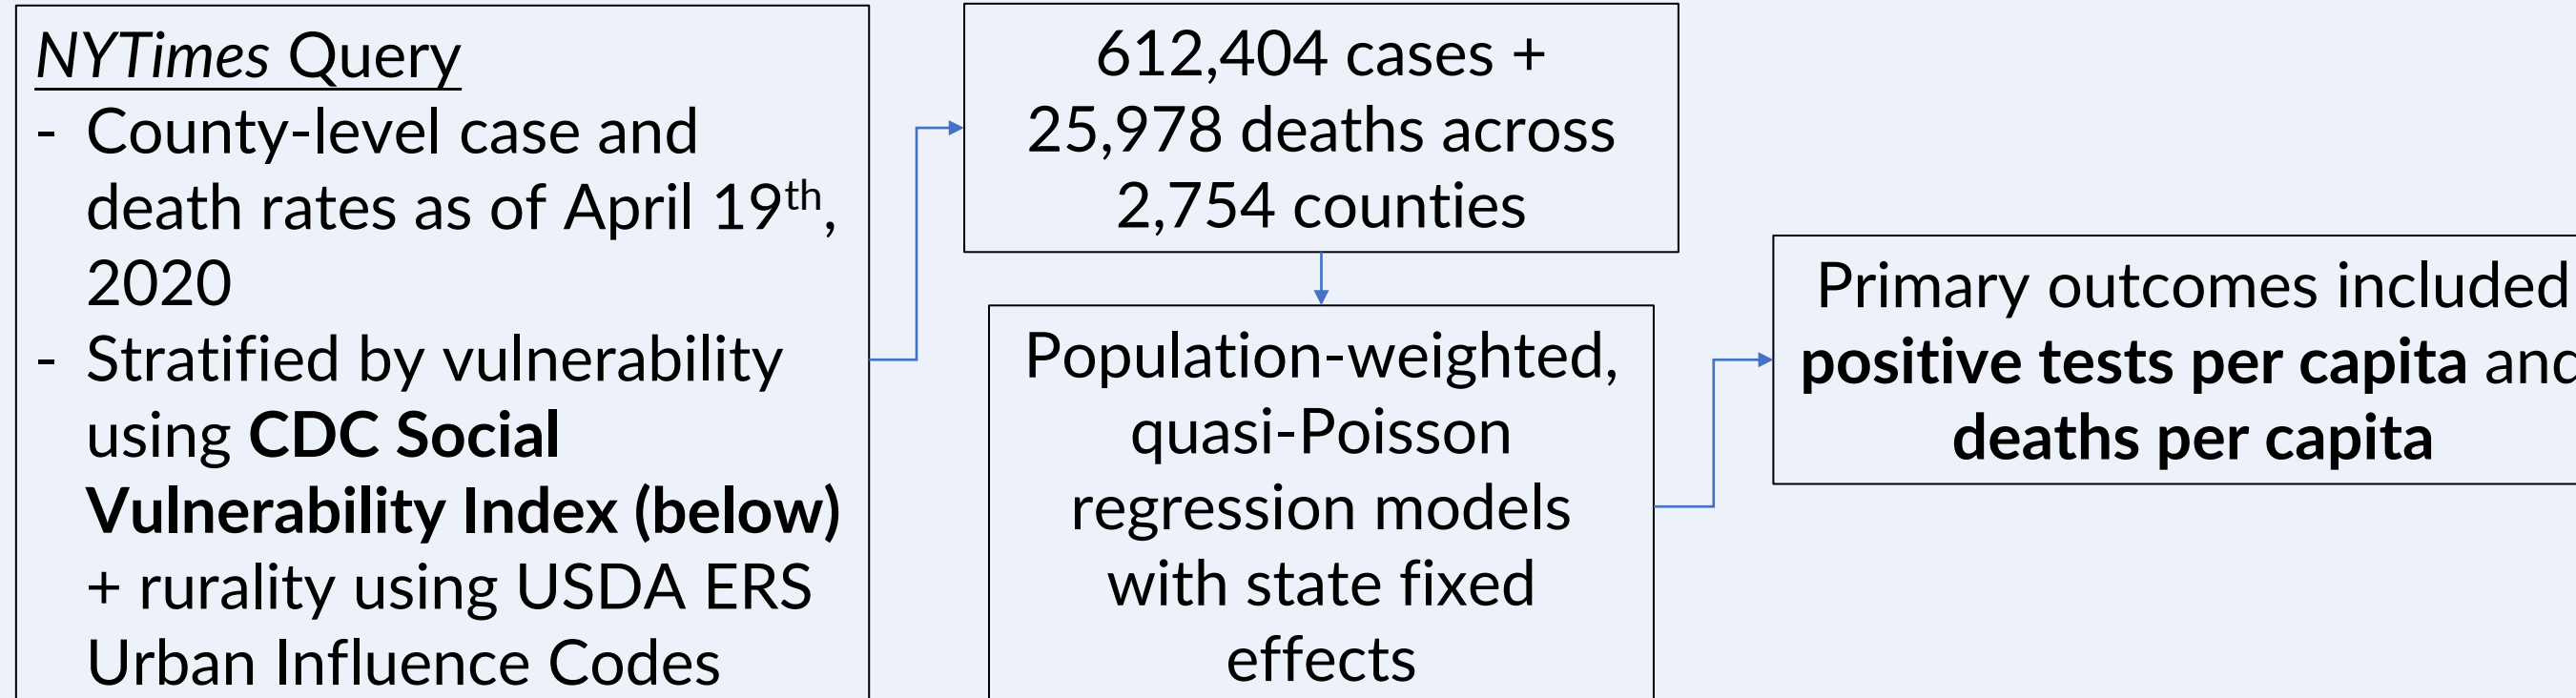 NYTimes Query
- County-level case and
death rates as of April 19th,
2020
- Stratified by vulnerability
using CDC Social
Vulnerability Index (below)
+ rurality using USDA ERS
Urban Influence Codes
612,404 cases +
25,978 deaths across
2,754 counties
Population-weighted,
quasi-Poisson
regression models
with state fixed
effects
Primary outcomes included
positive tests per capita and
deaths per capita